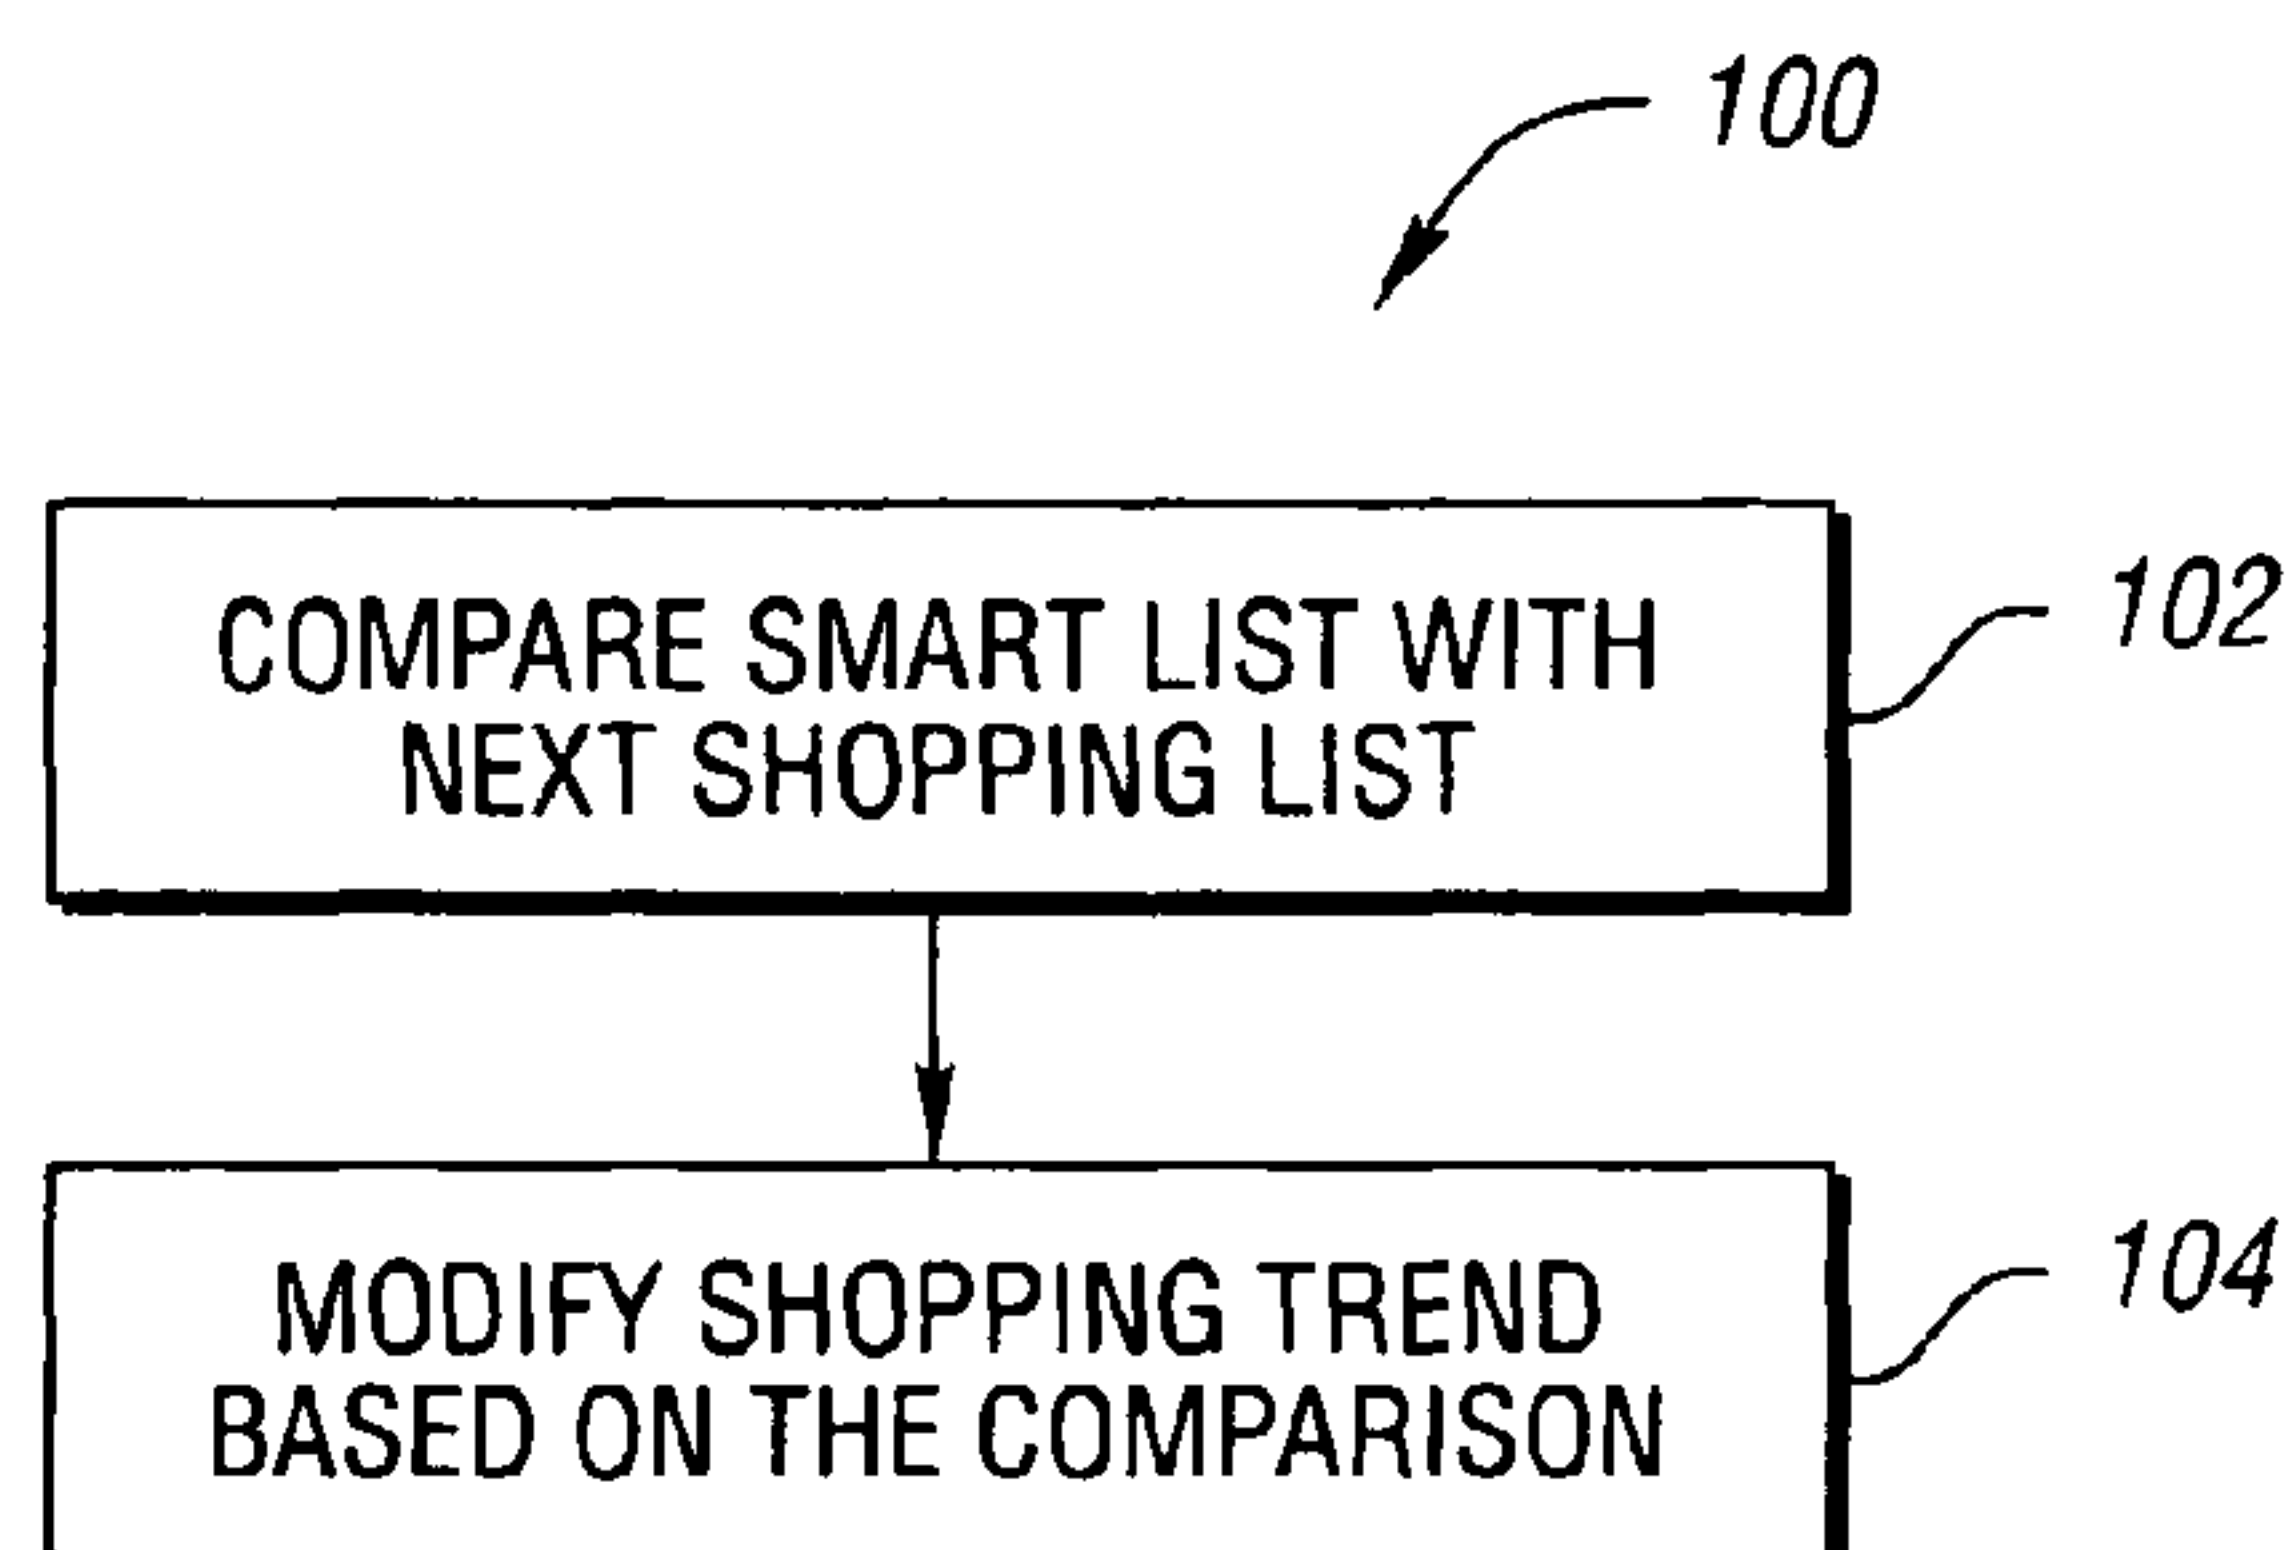 100
COMPARE SMART LIST WITH
NEXT SHOPPING LIST
102
MODIFY SHOPPING TREND
BASED ON THE COMPARISON
104